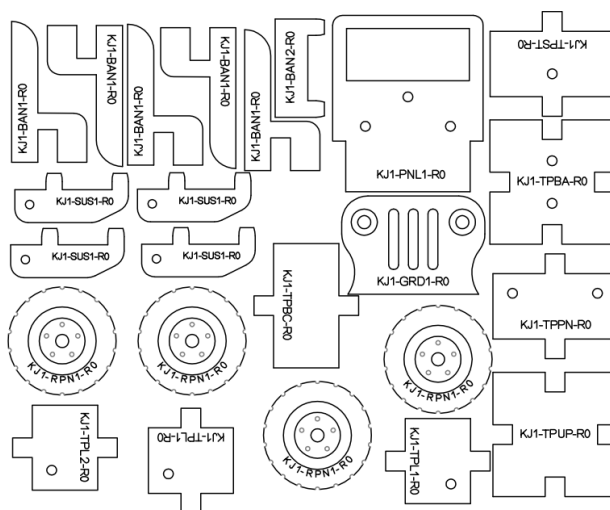 KJ1-BAN1-R0
KJ1-BAN1-R0
KJ1-BAN1-R0
KJ1-BAN1-R0
KJ1-BAN1-R0
KJ1-BAN2-R0
KJ1-PNL1-R0
KJ1-TPST-R0
KJ1-TPBA-R0
KJ1-SUS1-R0
KJ1-SUS1-R0
KJ1-SUS1-R0
KJ1-SUS1-R0
KJ1-TPBC-R0
KJ1-GRD1-R0
KJ1-TPPN-R0
KJ1-RPN1-R0
KJ1-RPN1-R0
KJ1-RPN1-R0
KJ1-RPN1-R0
KJ1-TPL2-R0
KJ1-TPL1-R0
KJ1-TPL1-R0
KJ1-TPUP-R0